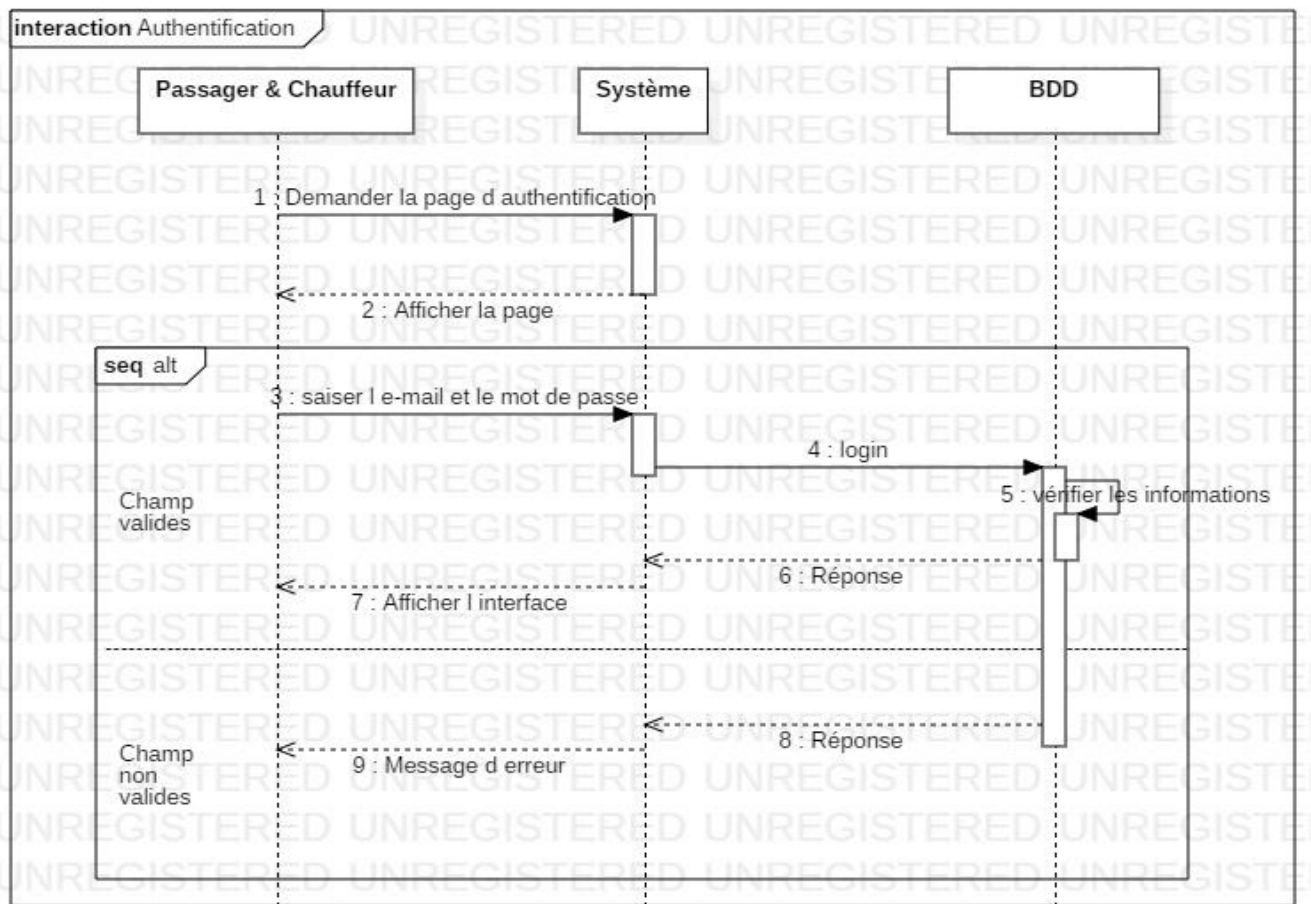 interaction Authentification
Passager & Chauffeur
Système
BDD
1 : Demander la page d authentification
2 : Afficher la page
seq alt
3 : saiser l e-mail et le mot de passe
4 : login
5 : vérifier les informations
Champ
valides
6 : Réponse
7 : Afficher l interface
8 : Réponse
Champ
non
valides
9 : Message d erreur
UNREGISTERED UNREGISTERED